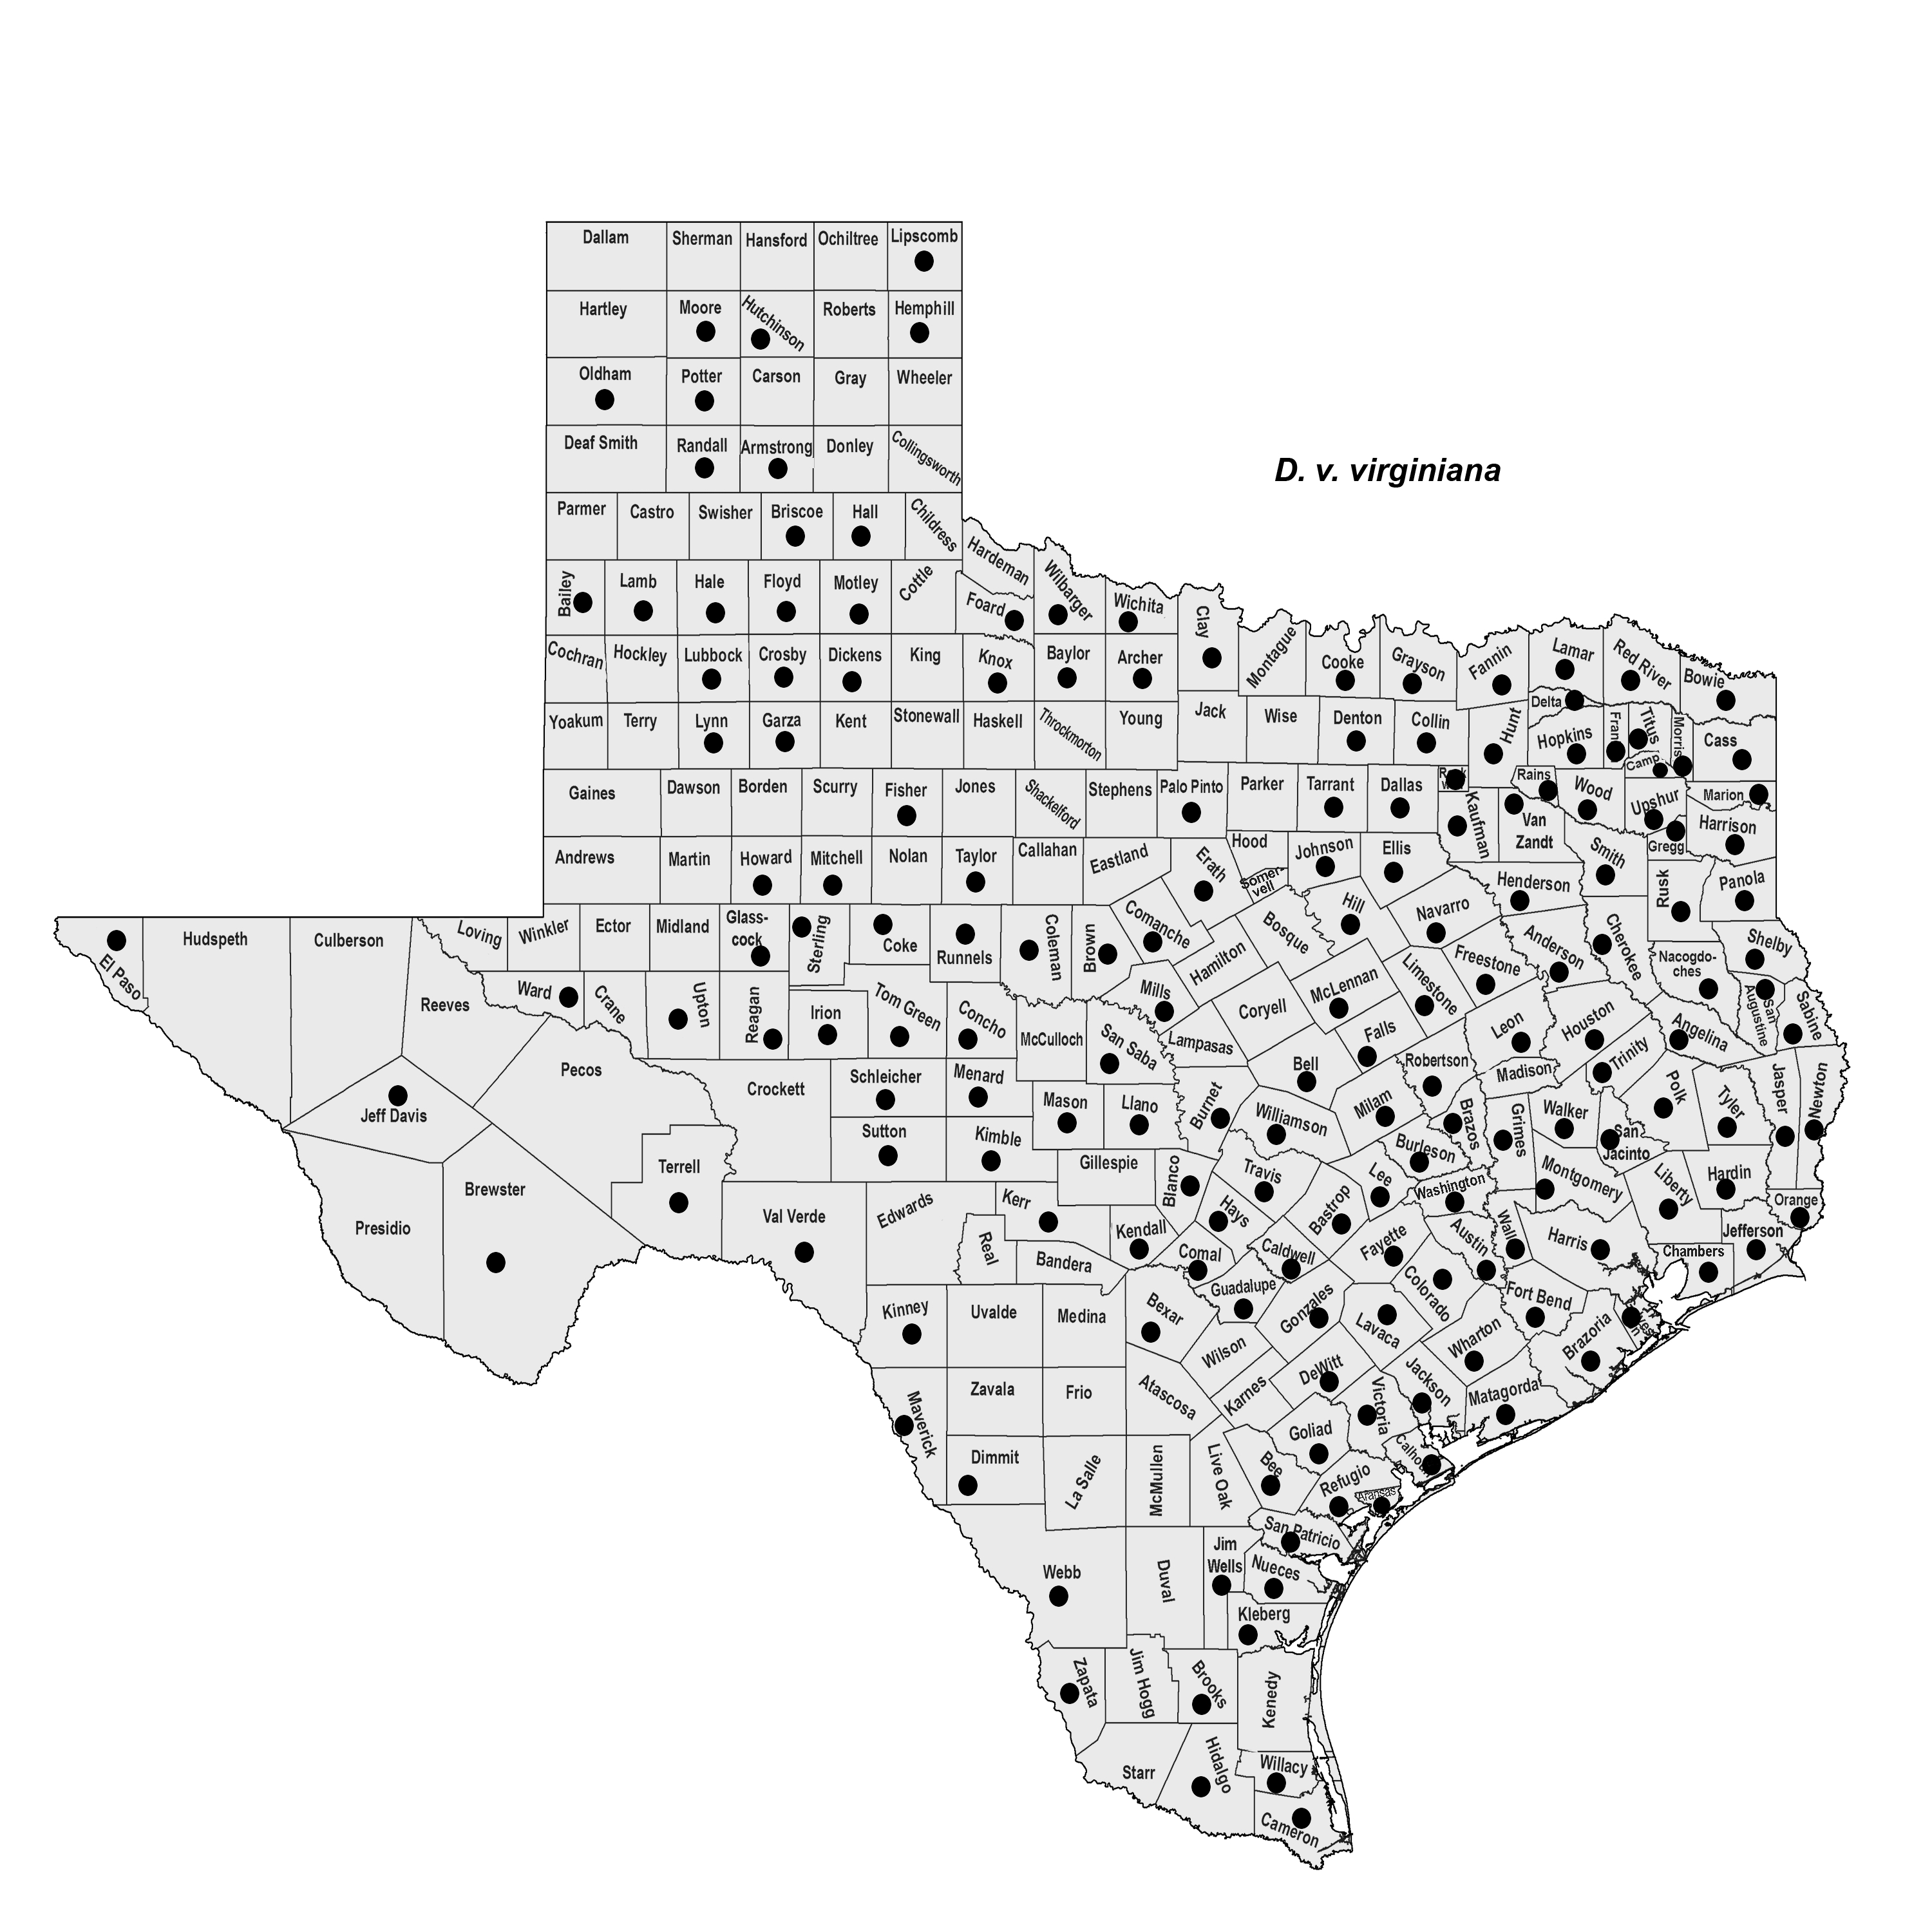 Dallam Sherman Hansford Ochiltree Lipscomb
Hartley Moore Hutchinson Roberts Hemphill
Oldham Potter Carson Gray Wheeler
Deaf Smith Randall Armstrong Donley Collingsworth
D. v. virginiana
Parmer Castro Swisher Briscoe Hall Childress
Hardeman
Bailey Lamb Hale Floyd Motley Cottle Foard Wilbarger Wichita Clay
Montague Cooke Grayson Fannin Lamar Red River Bowie
Cochran Hockley Lubbock Crosby Dickens King Knox Baylor Archer
Delta
Yoakum Terry Lynn Garza Kent Stonewall Haskell Throckmorton Young Jack Wise Denton Collin Hunt Hopkins Titus Morris Cass
Camp.
Gaines Dawson Borden Scurry Fisher Jones Shackelford Stephens Palo Pinto Parker Tarrant Dallas Kaufman Rains Wood Upshur Marion
Van
Zandt
Harrison
Gregg
Andrews Martin Howard Mitchell Nolan Taylor Callahan Eastland Erath Hood Johnson Ellis Henderson Smith Rusk Panola
Somer-
vell
El Paso Hudspeth Culberson Loving Winkler Ector Midland Glass-
cock
Sterling Coke Runnels Coleman Brown Comanche Hamilton Bosque Hill Navarro Anderson Cherokee Shelby
Nacogdo-
ches
Reeves Ward Crane Upton Reagan Irion Tom Green Concho McCulloch San Saba Mills Lampasas Coryell McLennan Limestone Freestone
Falls Leon Houston Angelina San
Augustine
Sabine
Trinity
Jeff Davis Pecos Crockett Schleicher Menard Mason Llano Burnet Bell Milam Robertson Madison
Williamson Brazos Grimes Walker Polk Tyler Jasper Newton
San
Jacinto
Terrell Sutton Kimble Gillespie Blanco Travis Lee Burleson Washington Montgomery Liberty Hardin Orange
Presidio Brewster Val Verde Edwards Kerr Kendall Hays Bastrop Fayette Austin Harris Jefferson
Real Bandera Comal Caldwell Colorado Chambers
Kinney Uvalde Medina Bexar Guadalupe Gonzales Lavaca Fort Bend
Wilson Wharton Brazoria
Maverick Zavala Frio Atascosa Karnes DeWitt Victoria Jackson Matagorda
Dimmit La Salle McMullen Live Oak Bee Goliad Refugio Aransas
San Patricio
Webb Duval Jim
Wells
Nueces
Kleberg
Zapata Jim Hogg Brooks Kenedy
Starr Hidalgo Willacy
Cameron